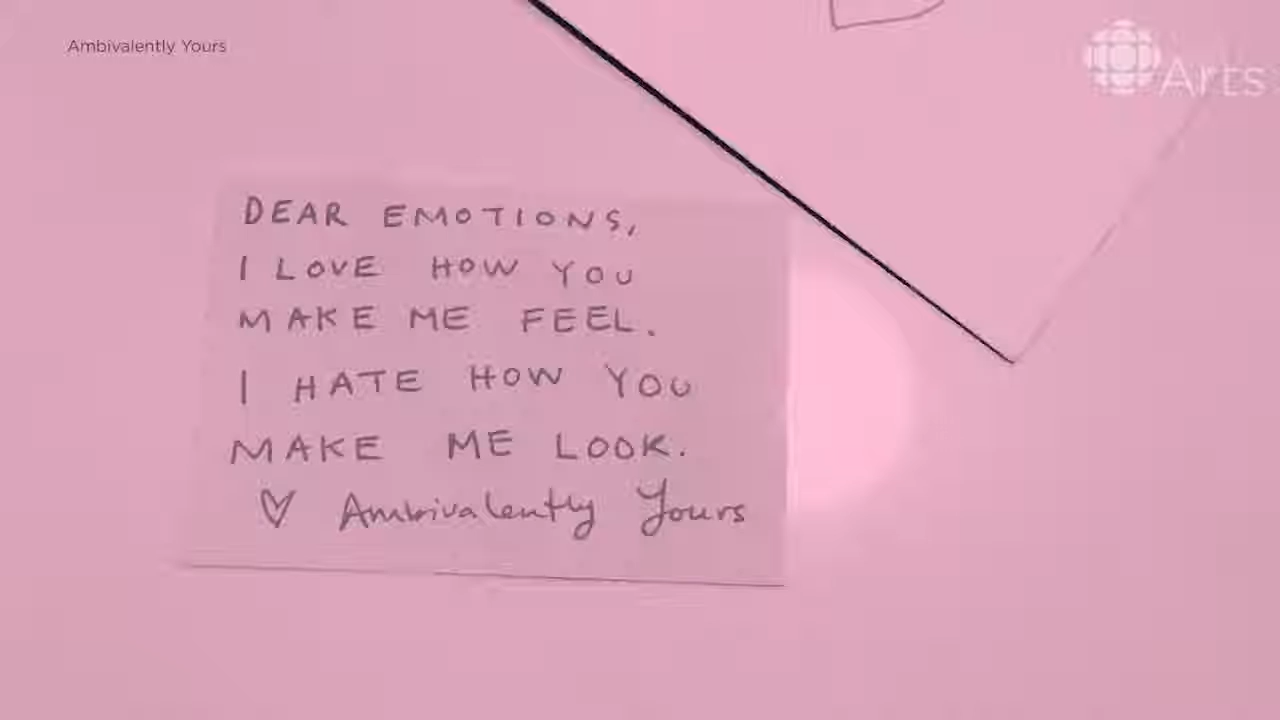 Ambivalently Yours
Arts
DEAR EMOTIONS,
I LOVE HOW YOU
MAKE ME FEEL.
I HATE HOW YOU
MAKE ME LOOK.
♡ Ambivalently Yours